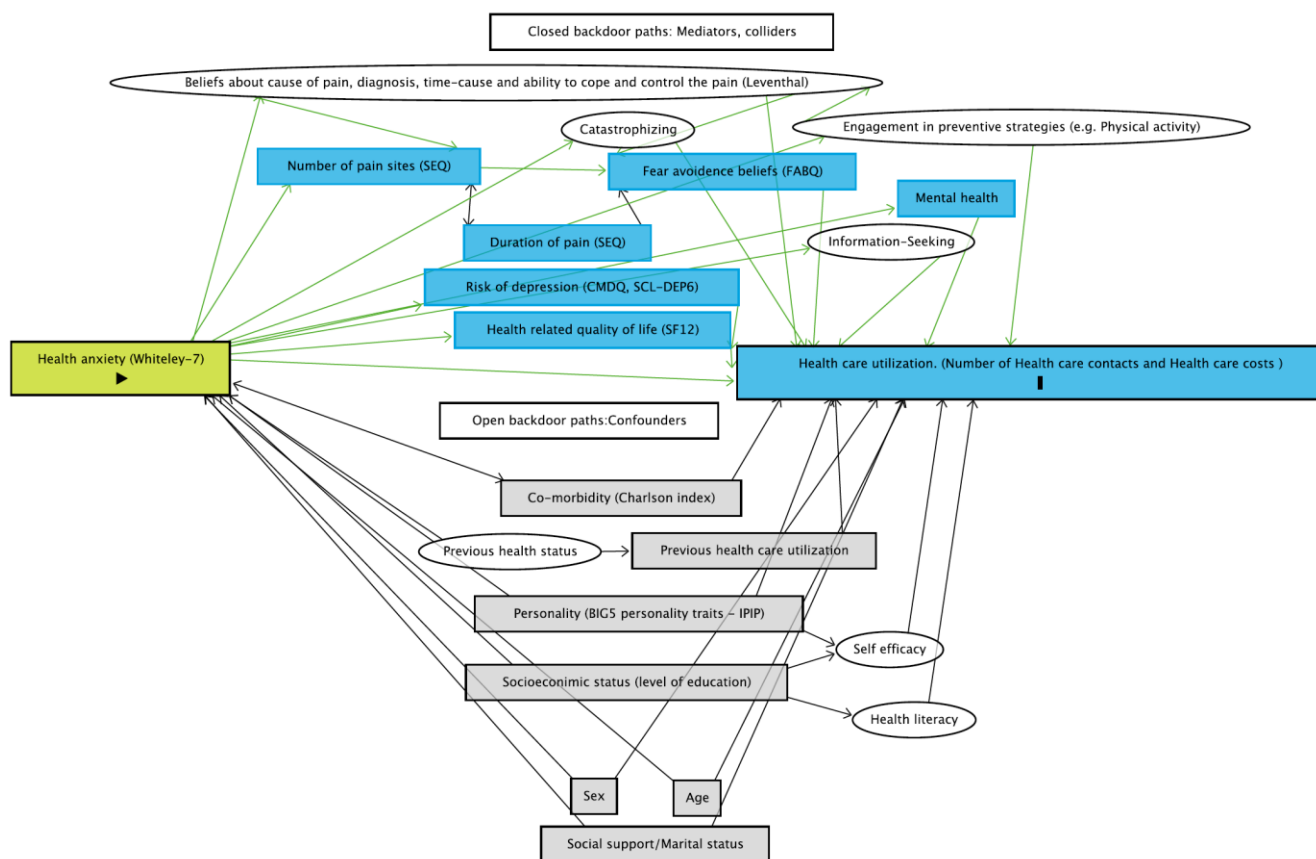 Closed backdoor paths: Mediators, colliders
Beliefs about cause of pain, diagnosis, time-cause and ability to cope and control the pain (Leventhal)
Catastrophizing
Engagement in preventive strategies (e.g. Physical activity)
Number of pain sites (SEQ)
Fear avoidence beliefs (FABQ)
Mental health
Duration of pain (SEQ)
Information-Seeking
Risk of depression (CMDQ, SCL-DEP6)
Health related quality of life (SF12)
Health anxiety (Whiteley-7)
Health care utilization. (Number of Health care contacts and Health care costs )
Open backdoor paths:Confounders
Co-morbidity (Charlson index)
Previous health status
Previous health care utilization
Personality (BIG5 personality traits - IPIP)
Self efficacy
Socioeconimic status (level of education)
Health literacy
Sex
Age
Social support/Marital status